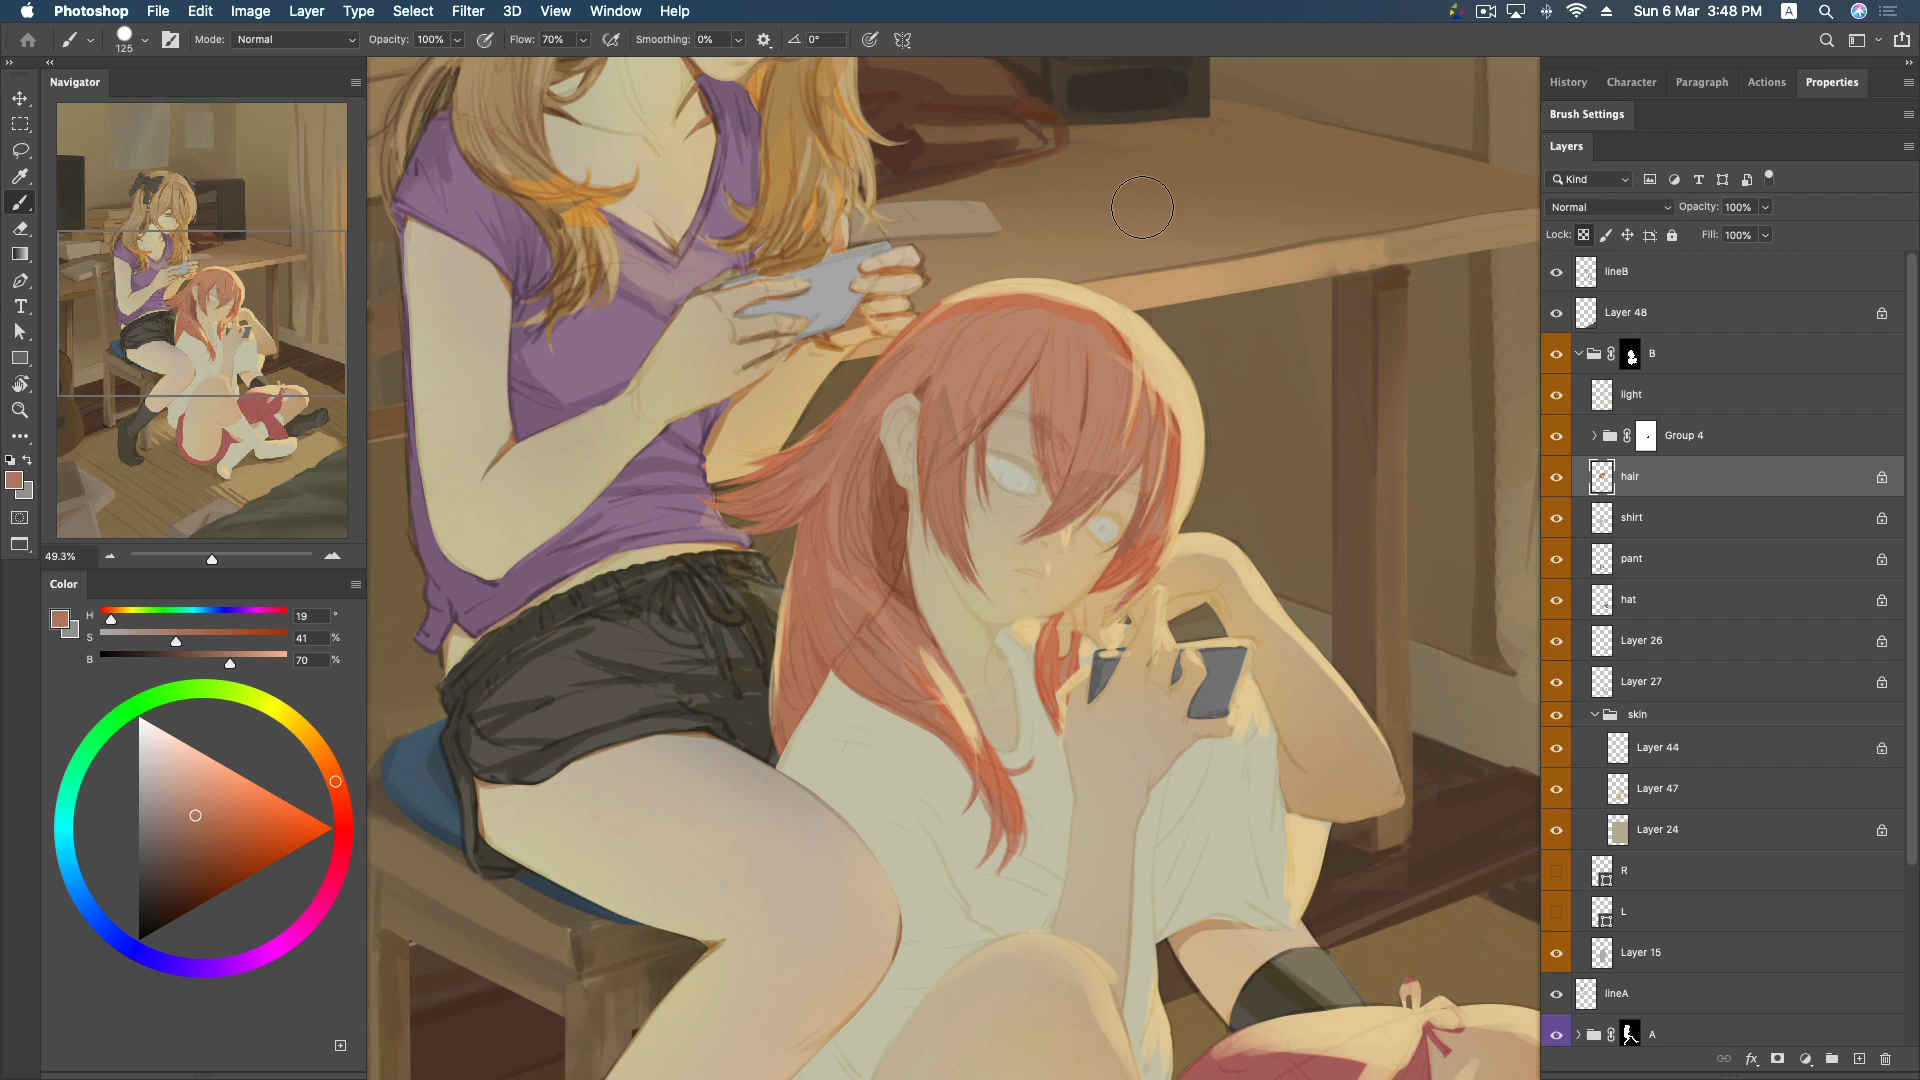 Photoshop File Edit Image Layer Type Select Filter 3D View Window Help
Sun 6 Mar 3:48 PM A
125 Mode: Normal Opacity: 100% Flow: 70% Smoothing: 0% 0°
Navigator
49.3%
Color
H 19 °
S 41 %
B 70 %
History Character Paragraph Actions Properties
Brush Settings
Layers
Kind
Normal Opacity: 100%
Lock: Fill: 100%
lineB
Layer 48
B
light
Group 4
hair
shirt
pant
hat
Layer 26
Layer 27
skin
Layer 44
Layer 47
Layer 24
R
L
Layer 15
lineA
A